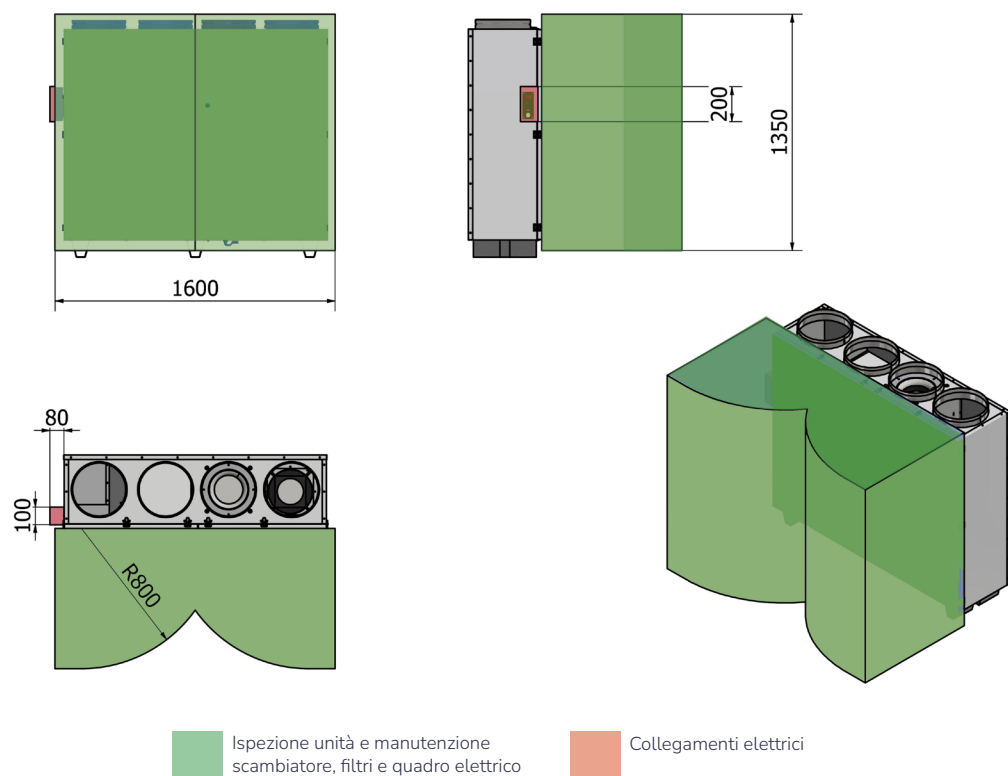 200
1350
1600
80
100
R800
Ispezione unità e manutenzione
scambiatore, filtri e quadro elettrico
Collegamenti elettrici